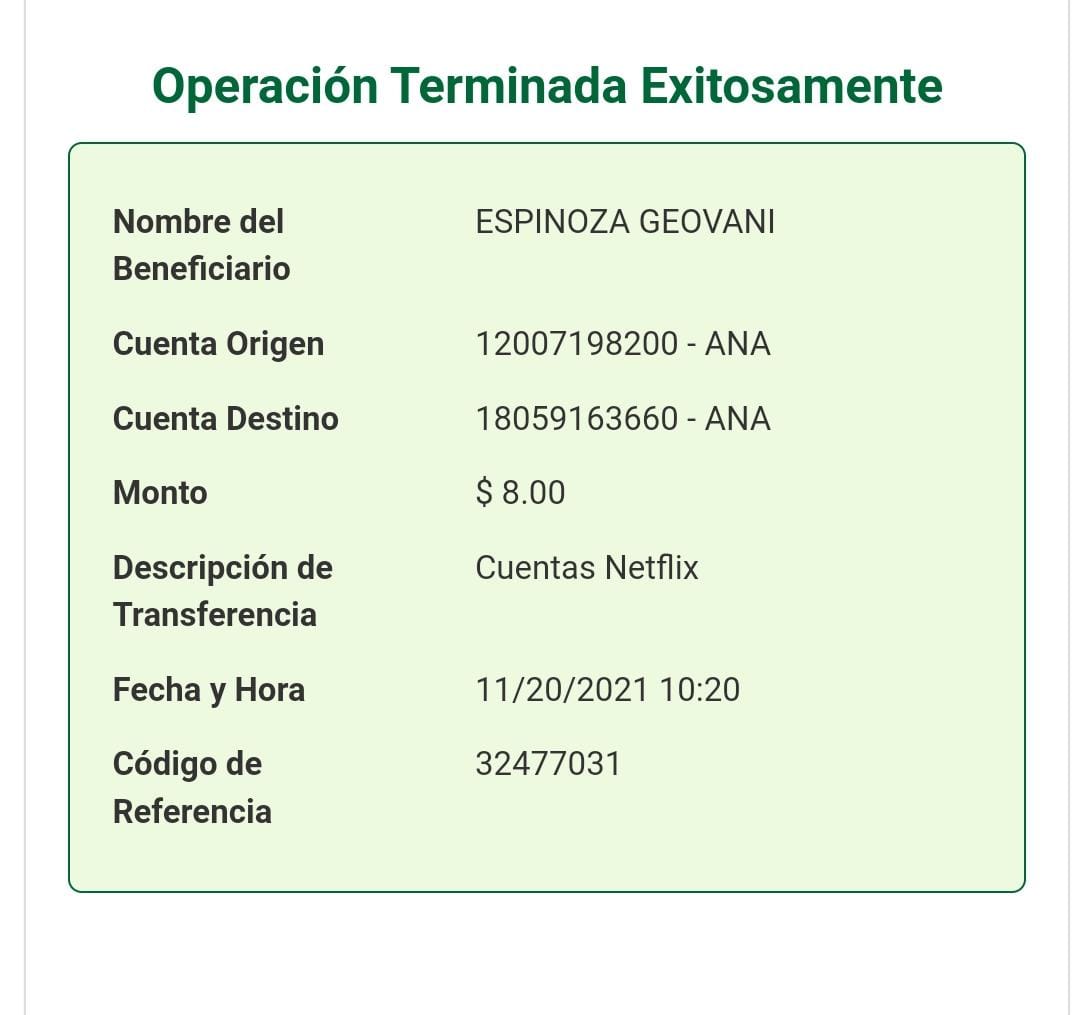 Operación Terminada Exitosamente
Nombre del Beneficiario ESPINOZA GEOVANI
Cuenta Origen 12007198200 - ANA
Cuenta Destino 18059163660 - ANA
Monto $ 8.00
Descripción de Transferencia Cuentas Netflix
Fecha y Hora 11/20/2021 10:20
Código de Referencia 32477031